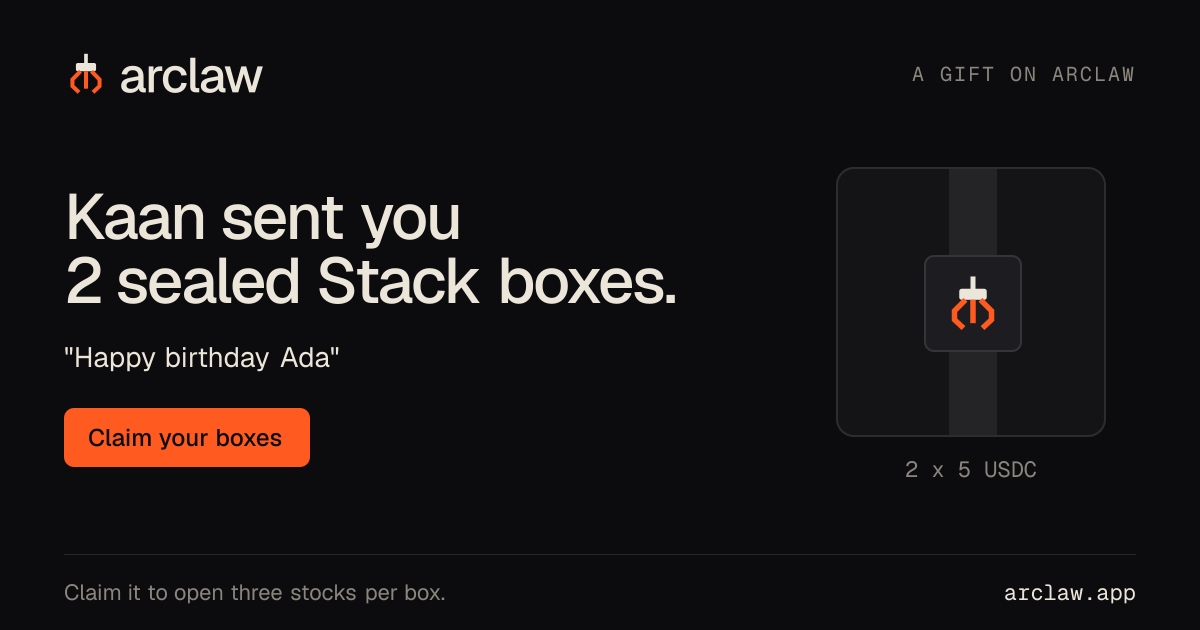 arclaw
A GIFT ON ARCLAW
Kaan sent you
2 sealed Stack boxes.
"Happy birthday Ada"
Claim your boxes
2 x 5 USDC
Claim it to open three stocks per box.
arclaw.app